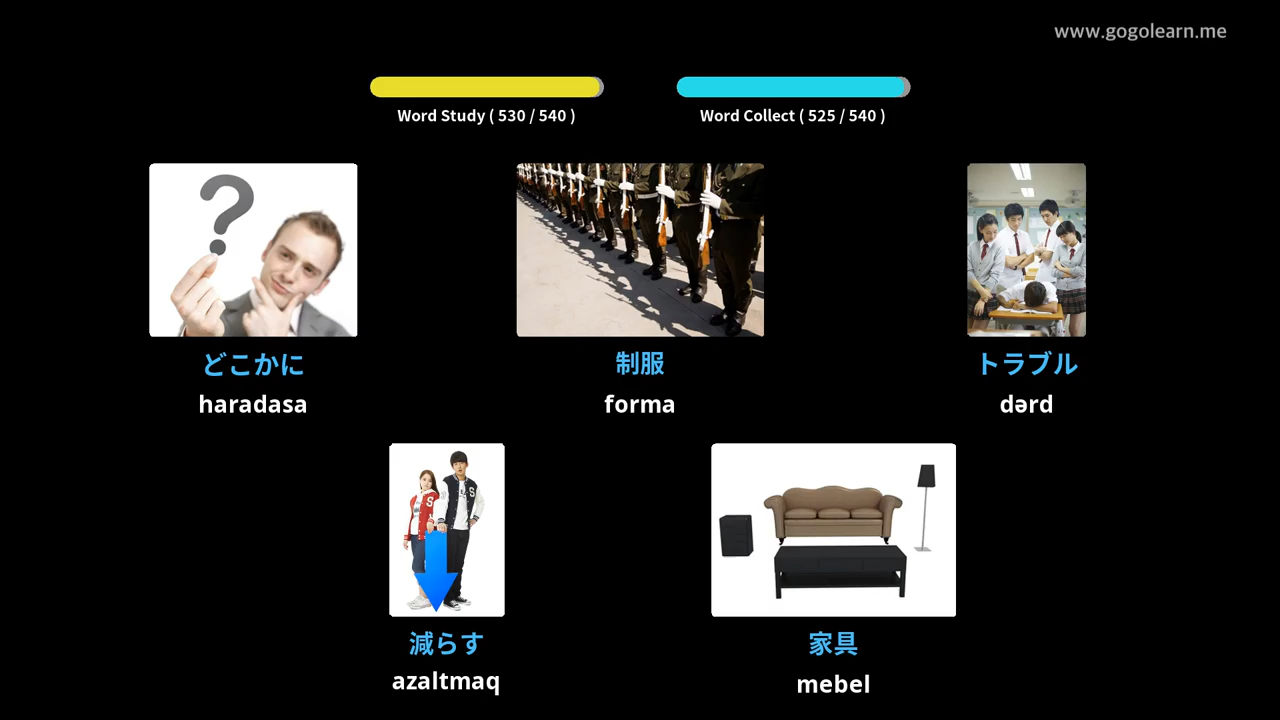 www.gogolearn.me
Word Study ( 530 / 540 )
Word Collect ( 525 / 540 )
どこかに
haradasa
制服
forma
トラブル
dərd
減らす
azaltmaq
家具
mebel